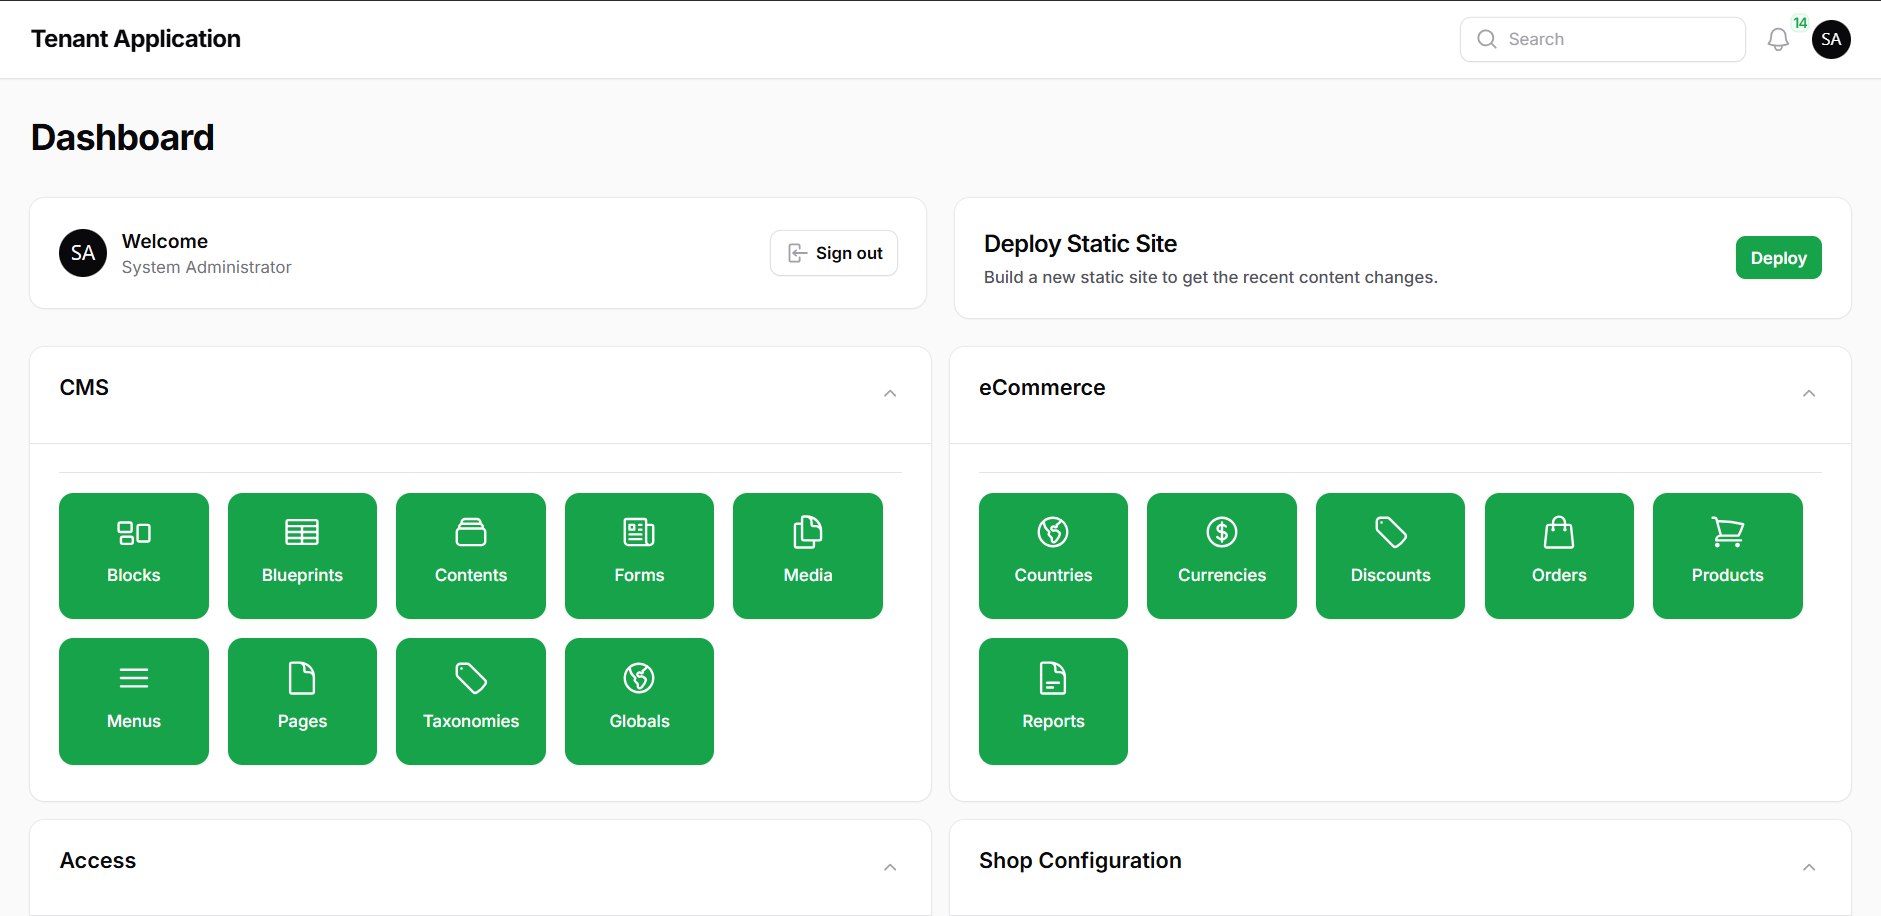 Tenant Application
Search
14
SA
Dashboard
SA
Welcome
System Administrator
Sign out
Deploy Static Site
Build a new static site to get the recent content changes.
Deploy
CMS
Blocks
Blueprints
Contents
Forms
Media
Menus
Pages
Taxonomies
Globals
eCommerce
Countries
Currencies
Discounts
Orders
Products
Reports
Access
Shop Configuration